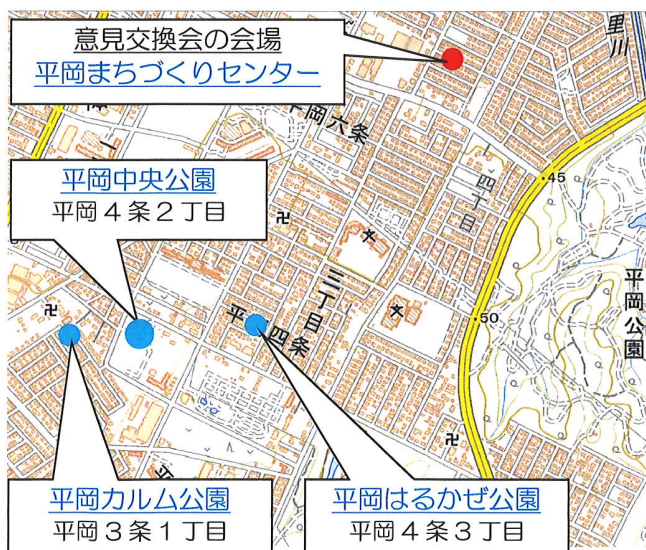 意見交換会の会場
平岡まちづくりセンター
里川
平岡六条
平岡中央公園
平岡4条2丁目
四丁目
45
三丁目
50
平岡公園
四条
平岡カルム公園
平岡3条1丁目
平岡はるかぜ公園
平岡4条3丁目